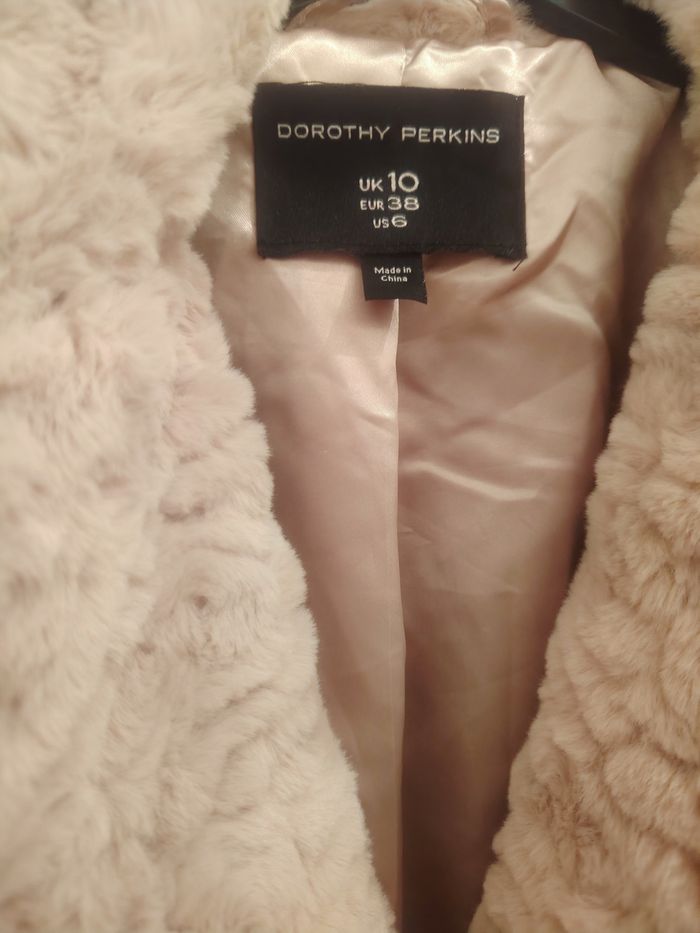 DOROTHY PERKINS
UK 10
EUR 38
US 6
Made in
China